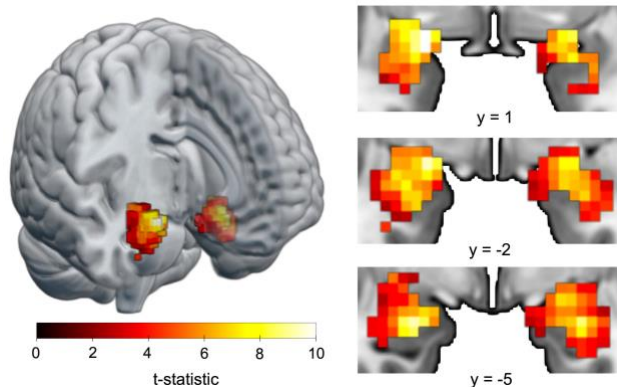 y = 1
y = -2
y = -5
0 2 4 6 8 10
t-statistic